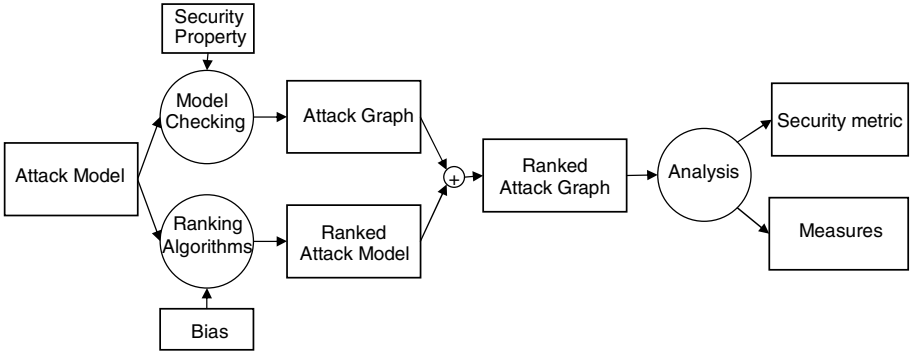 Security
Property
Model
Checking
Attack Graph
Attack Model
+
Ranked
Attack Graph
Analysis
Security metric
Measures
Ranking
Algorithms
Ranked
Attack Model
Bias